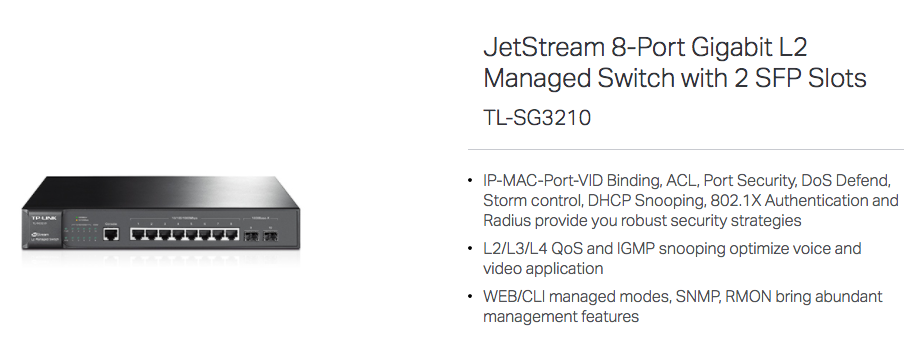 JetStream 8-Port Gigabit L2
Managed Switch with 2 SFP Slots
TL-SG3210
• IP-MAC-Port-VID Binding, ACL, Port Security, DoS Defend,
Storm control, DHCP Snooping, 802.1X Authentication and
Radius provide you robust security strategies
• L2/L3/L4 QoS and IGMP snooping optimize voice and
video application
• WEB/CLI managed modes, SNMP, RMON bring abundant
management features
TP-LINK